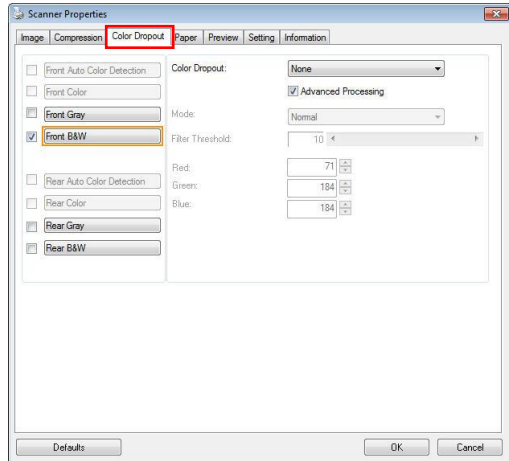 Scanner Properties
Image Compression Color Dropout Paper Preview Setting Information
Front Auto Color Detection
Front Color
Front Gray
Front B&W
Rear Auto Color Detection
Rear Color
Rear Gray
Rear B&W
Color Dropout: None
Advanced Processing
Mode: Normal
Filter Threshold: 10
Red: 71
Green: 184
Blue: 184
Defaults OK Cancel